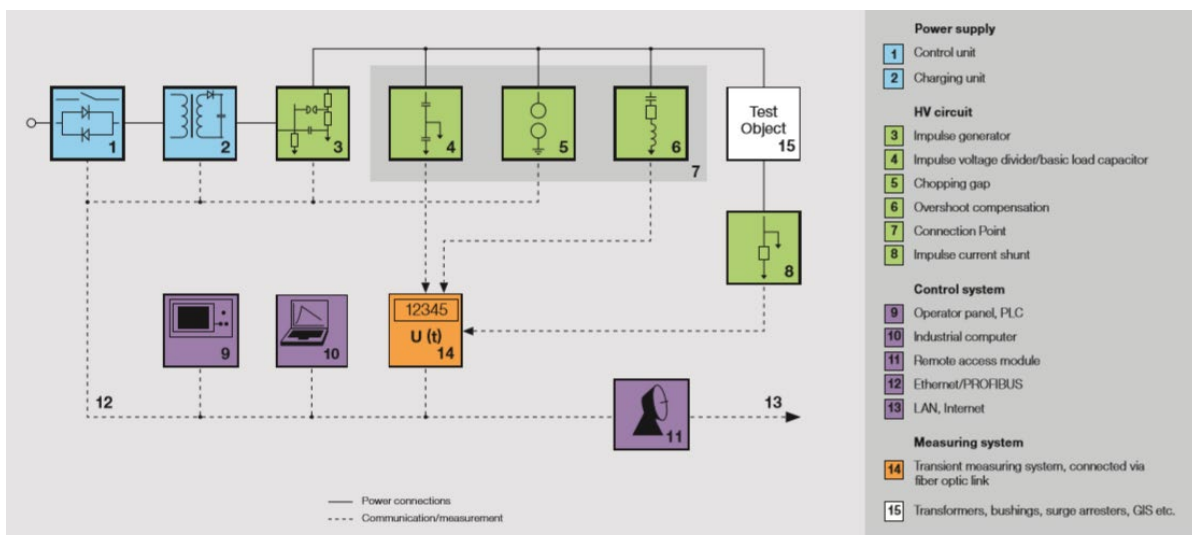 1
2
3
4
5
6
7
Test
Object
15
8
9
10
12345
U (t)
14
12
11
13
Power connections
Communication/measurement
Power supply
1 Control unit
2 Charging unit
HV circuit
3 Impulse generator
4 Impulse voltage divider/basic load capacitor
5 Chopping gap
6 Overshoot compensation
7 Connection Point
8 Impulse current shunt
Control system
9 Operator panel, PLC
10 Industrial computer
11 Remote access module
12 Ethernet/PROFIBUS
13 LAN, Internet
Measuring system
14 Transient measuring system, connected via
fiber optic link
15 Transformers, bushings, surge arresters, GIS etc.